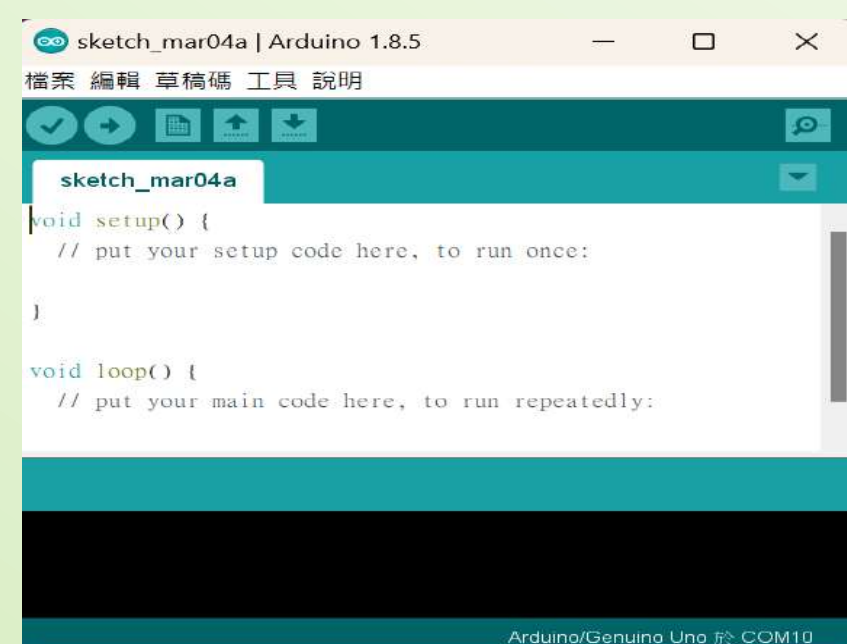 sketch_mar04a | Arduino 1.8.5
檔案 編輯 草稿碼 工具 說明
sketch_mar04a
void setup() {
  // put your setup code here, to run once:
}
void loop() {
  // put your main code here, to run repeatedly:
Arduino/Genuino Uno 於 COM10